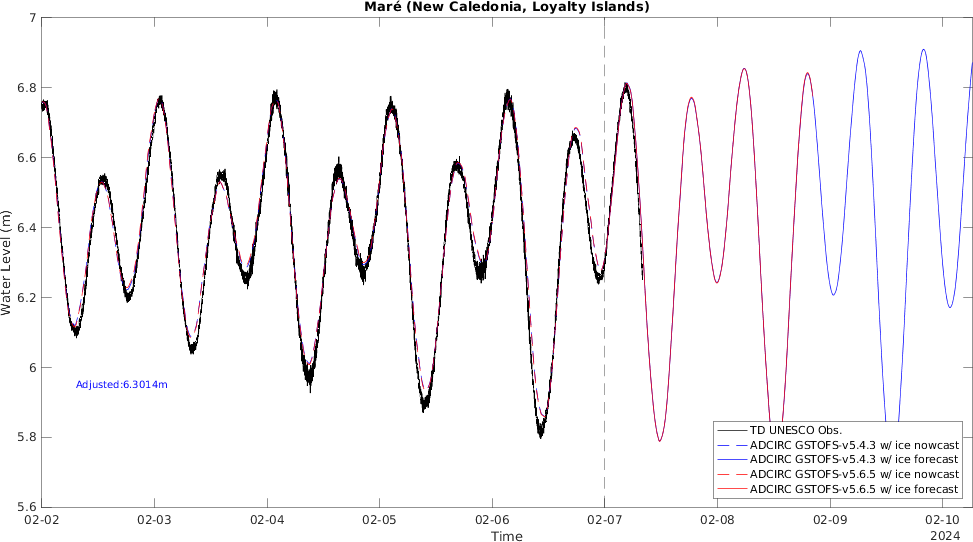 Maré (New Caledonia, Loyalty Islands)
7
6.8
6.6
6.4
6.2
6
5.8
5.6
Water Level (m)
Adjusted:6.3014m
TD UNESCO Obs.
ADCIRC GSTOFS-v5.4.3 w/ ice nowcast
ADCIRC GSTOFS-v5.4.3 w/ ice forecast
ADCIRC GSTOFS-v5.6.5 w/ ice nowcast
ADCIRC GSTOFS-v5.6.5 w/ ice forecast
02-02 02-03 02-04 02-05 02-06 02-07 02-08 02-09 02-10
Time
2024